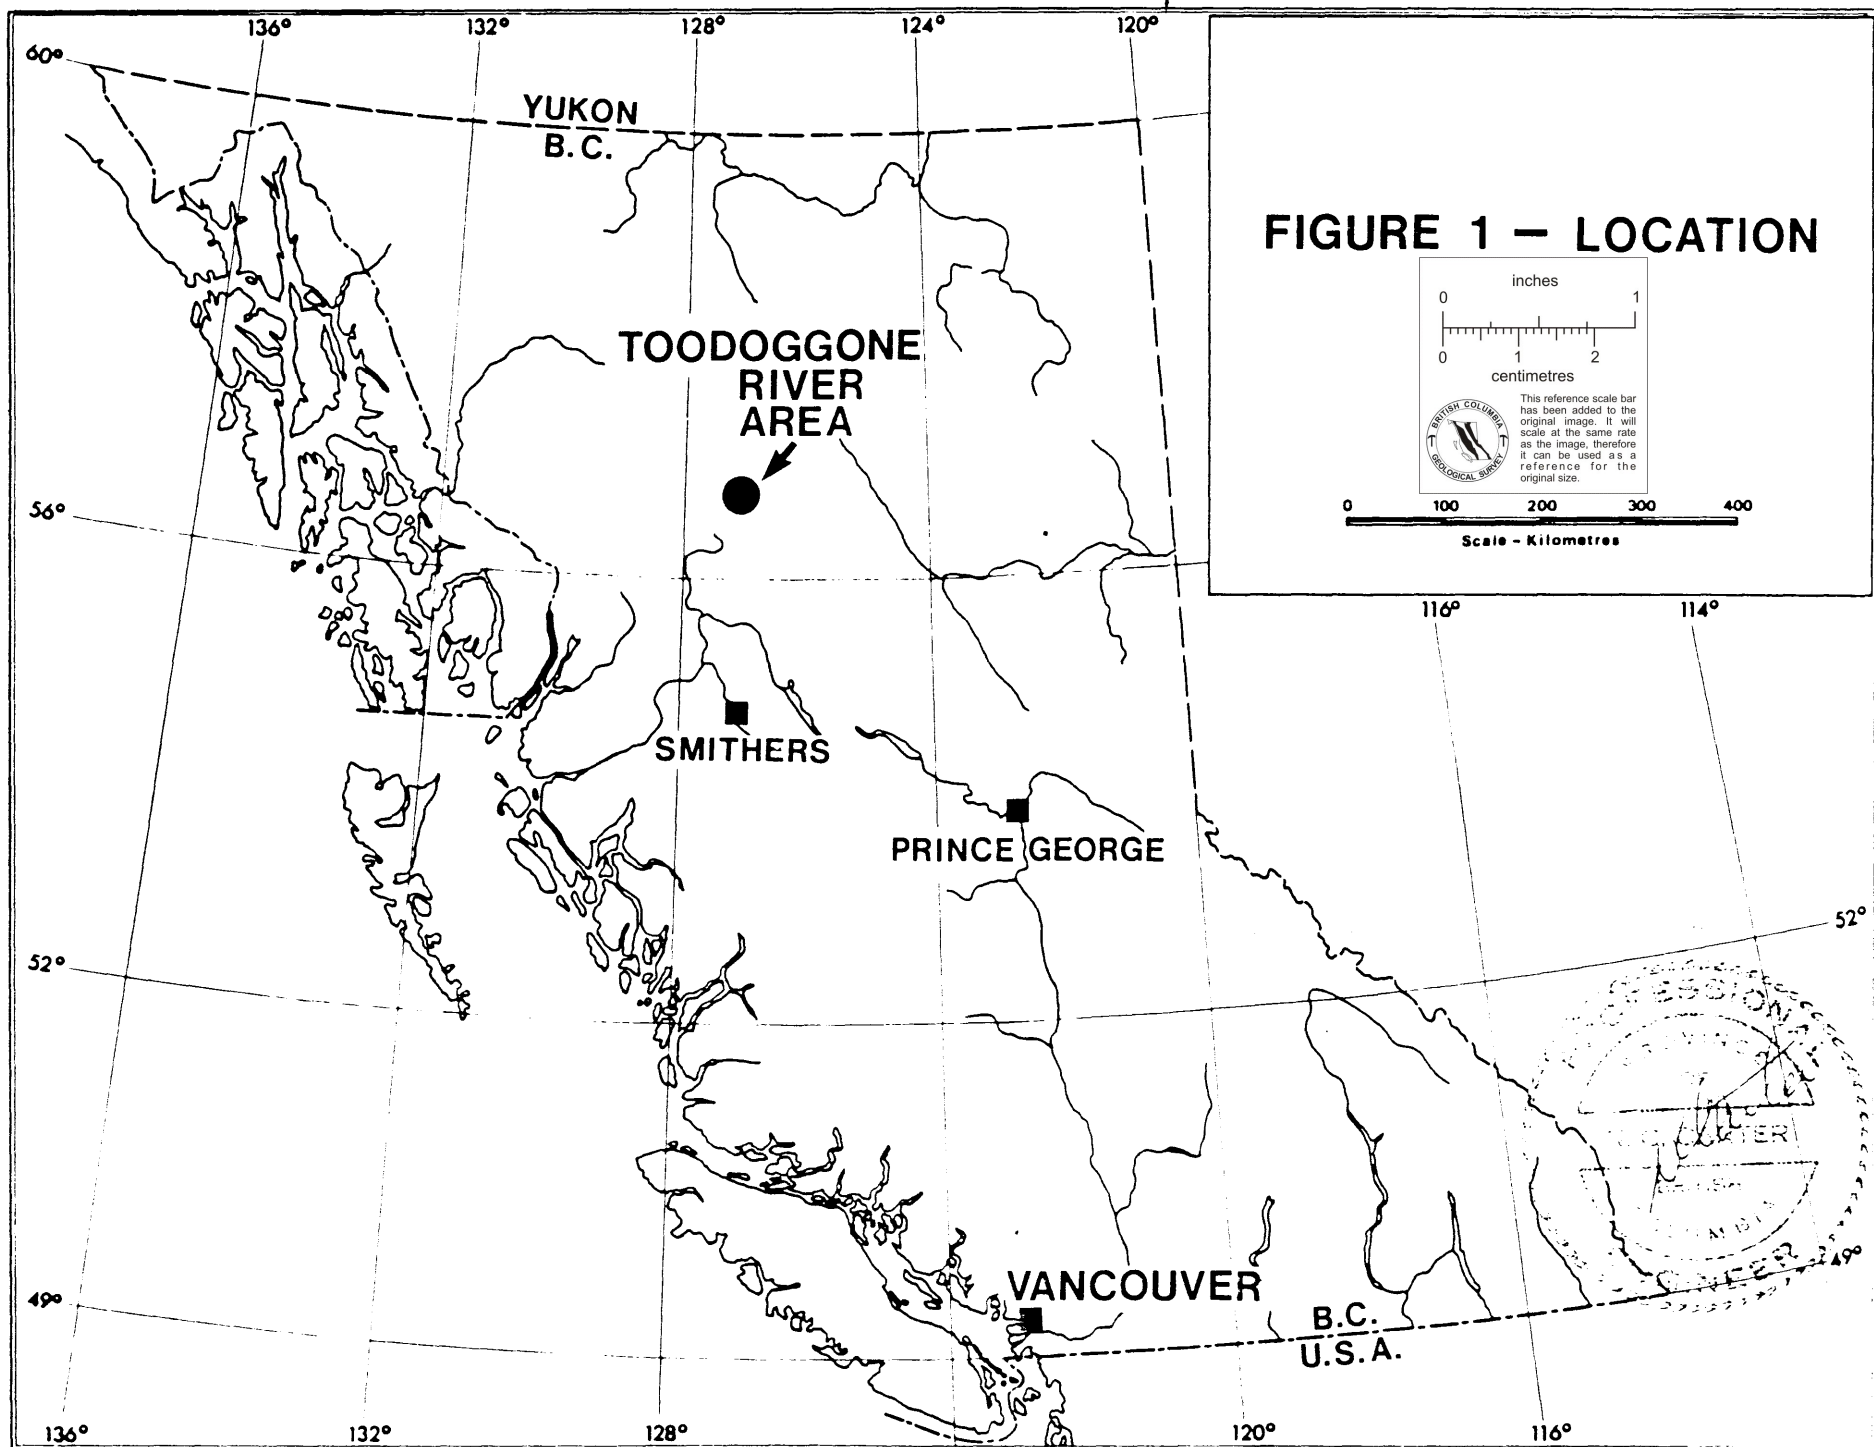 136° 132° 128° 124° 120°
60°
YUKON
B.C.
FIGURE 1 — LOCATION
inches
0 1
0 1 2
centimetres
BRITISH COLUMBIA
GEOLOGICAL SURVEY
This reference scale bar
has been added to the
original image. It will
scale at the same rate
as the image, therefore
it can be used as a
reference for the
original size.
0 100 200 300 400
Scale - Kilometres
TOODOGGONE
RIVER
AREA
56°
116° 114°
SMITHERS
PRINCE GEORGE
52°
52°
VANCOUVER
49°
49°
B.C.
U.S.A.
136° 132° 128° 120° 116°